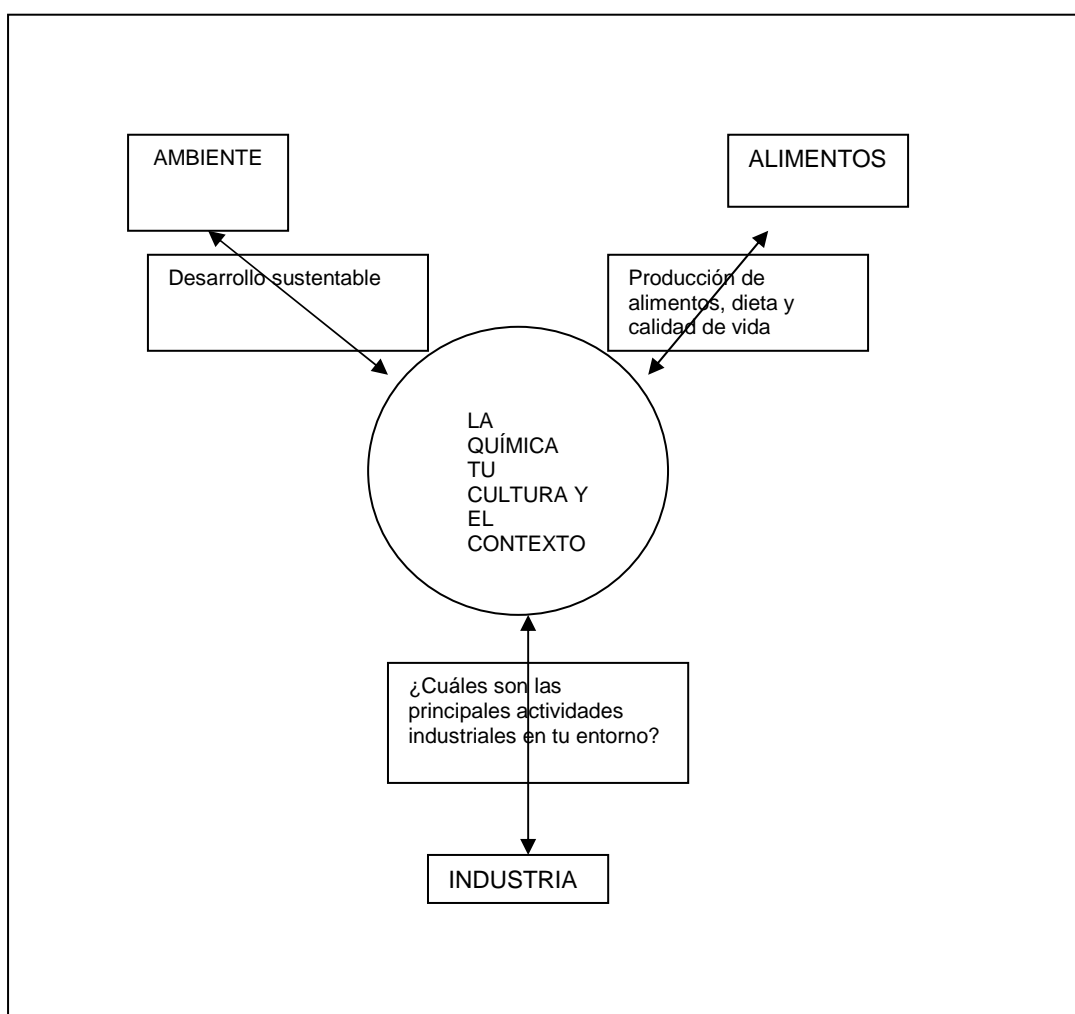 AMBIENTE
ALIMENTOS
Desarrollo sustentable
Producción de
alimentos, dieta y
calidad de vida
LA
QUÍMICA
TU
CULTURA Y
EL
CONTEXTO
¿Cuáles son las
principales actividades
industriales en tu entorno?
INDUSTRIA